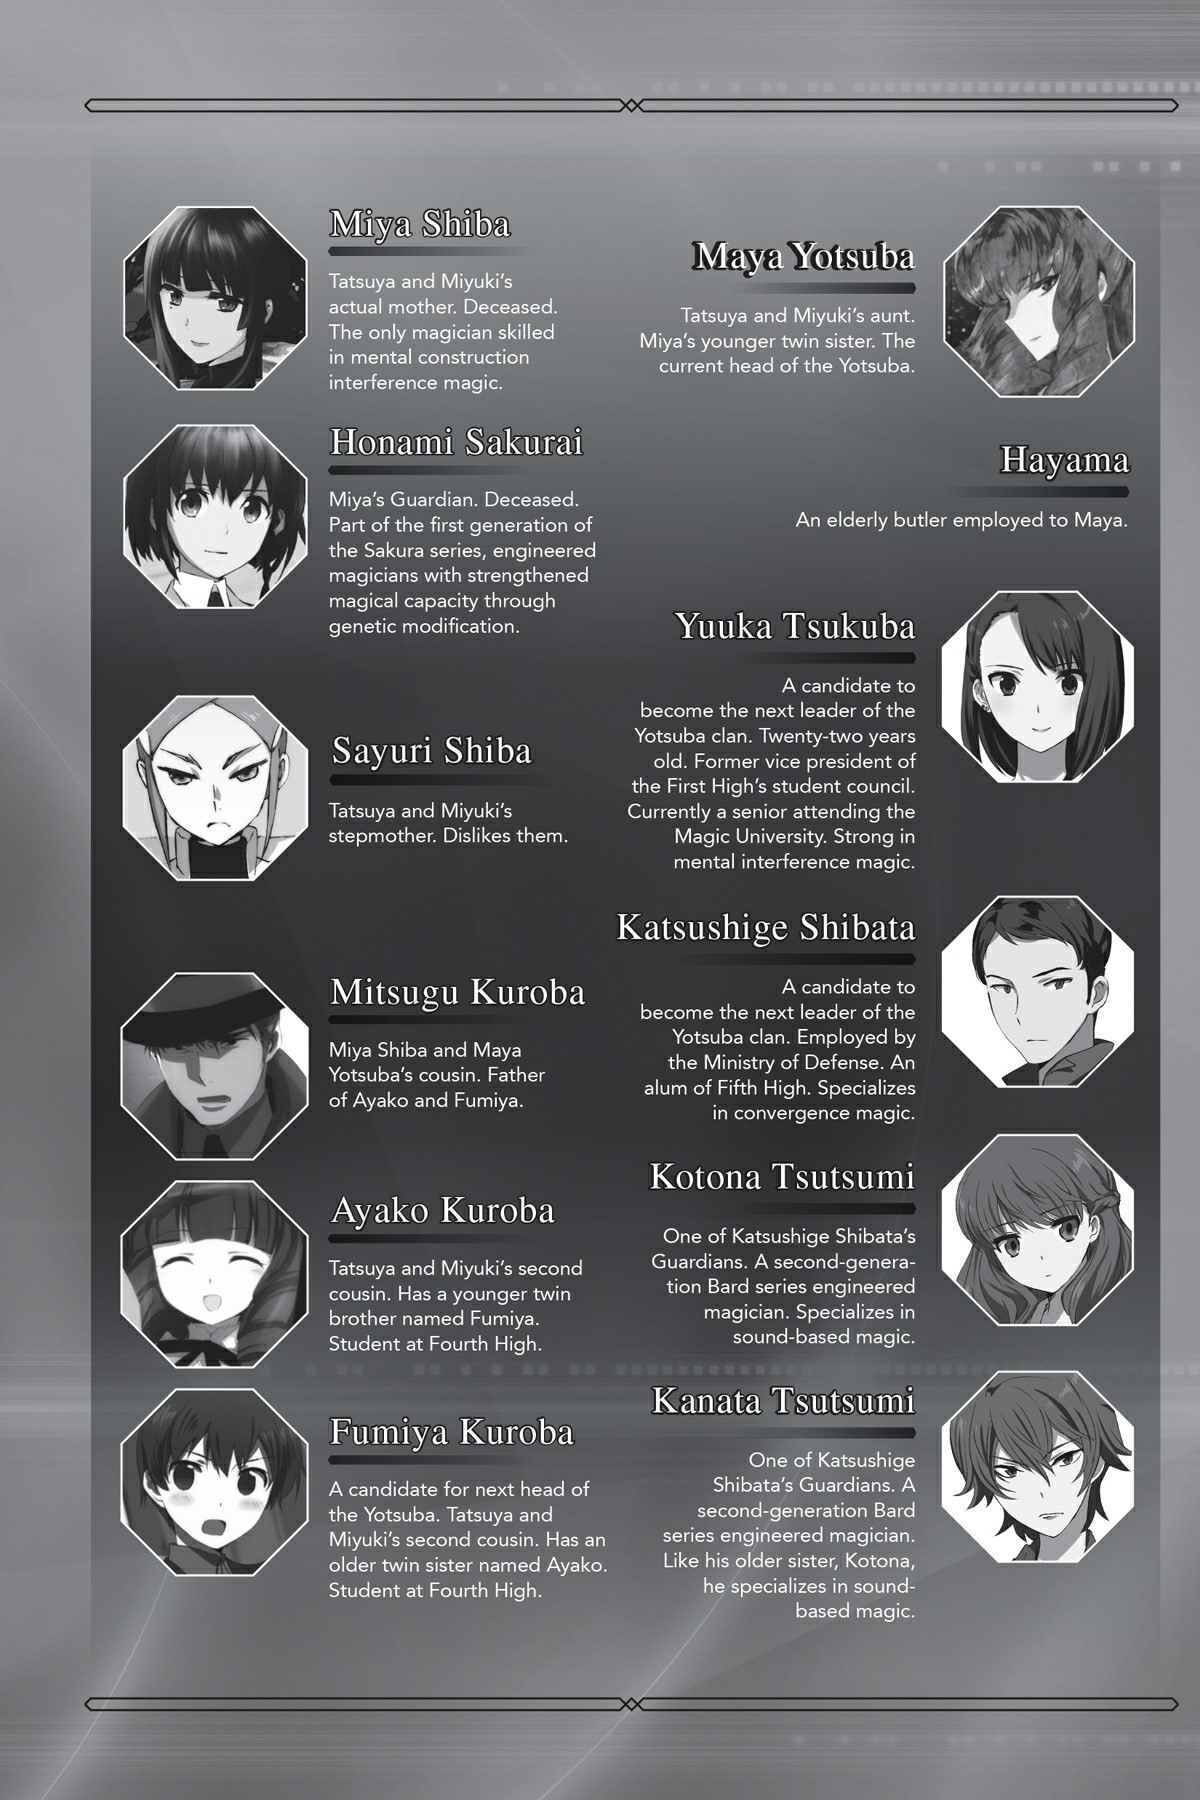 Miya Shiba
Tatsuya and Miyuki's
actual mother. Deceased.
The only magician skilled
in mental construction
interference magic.
Honami Sakurai
Miya's Guardian. Deceased.
Part of the first generation of
the Sakura series, engineered
magicians with strengthened
magical capacity through
genetic modification.
Sayuri Shiba
Tatsuya and Miyuki's
stepmother. Dislikes them.
Mitsugu Kuroba
Miya Shiba and Maya
Yotsuba's cousin. Father
of Ayako and Fumiya.
Ayako Kuroba
Tatsuya and Miyuki's second
cousin. Has a younger twin
brother named Fumiya.
Student at Fourth High.
Fumiya Kuroba
A candidate for next head of
the Yotsuba. Tatsuya and
Miyuki's second cousin. Has an
older twin sister named Ayako.
Student at Fourth High.
Maya Yotsuba
Tatsuya and Miyuki's aunt.
Miya's younger twin sister. The
current head of the Yotsuba.
Hayama
An elderly butler employed to Maya.
Yuuka Tsukuba
A candidate to
become the next leader of the
Yotsuba clan. Twenty-two years
old. Former vice president of
the First High's student council.
Currently a senior attending the
Magic University. Strong in
mental interference magic.
Katsushige Shibata
A candidate to
become the next leader of the
Yotsuba clan. Employed by
the Ministry of Defense. An
alum of Fifth High. Specializes
in convergence magic.
Kotona Tsutsumi
One of Katsushige Shibata's
Guardians. A second-genera-
tion Bard series engineered
magician. Specializes in
sound-based magic.
Kanata Tsutsumi
One of Katsushige
Shibata's Guardians. A
second-generation Bard
series engineered magician.
Like his older sister, Kotona,
he specializes in sound-
based magic.